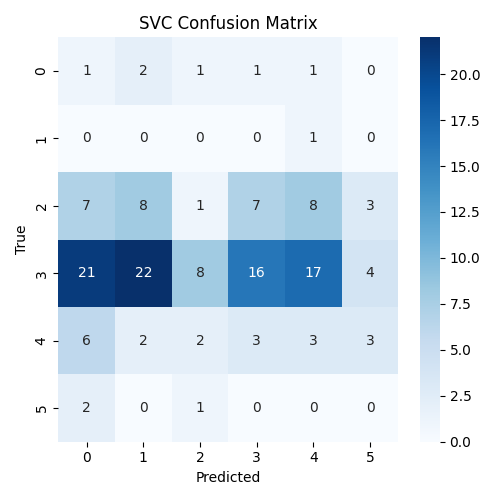 SVC Confusion Matrix
0 1 2 1 1 1 0
1 0 0 0 0 1 0
2 7 8 1 7 8 3
3 21 22 8 16 17 4
4 6 2 2 3 3 3
5 2 0 1 0 0 0
0 1 2 3 4 5
Predicted
True
20.0
17.5
15.0
12.5
10.0
7.5
5.0
2.5
0.0